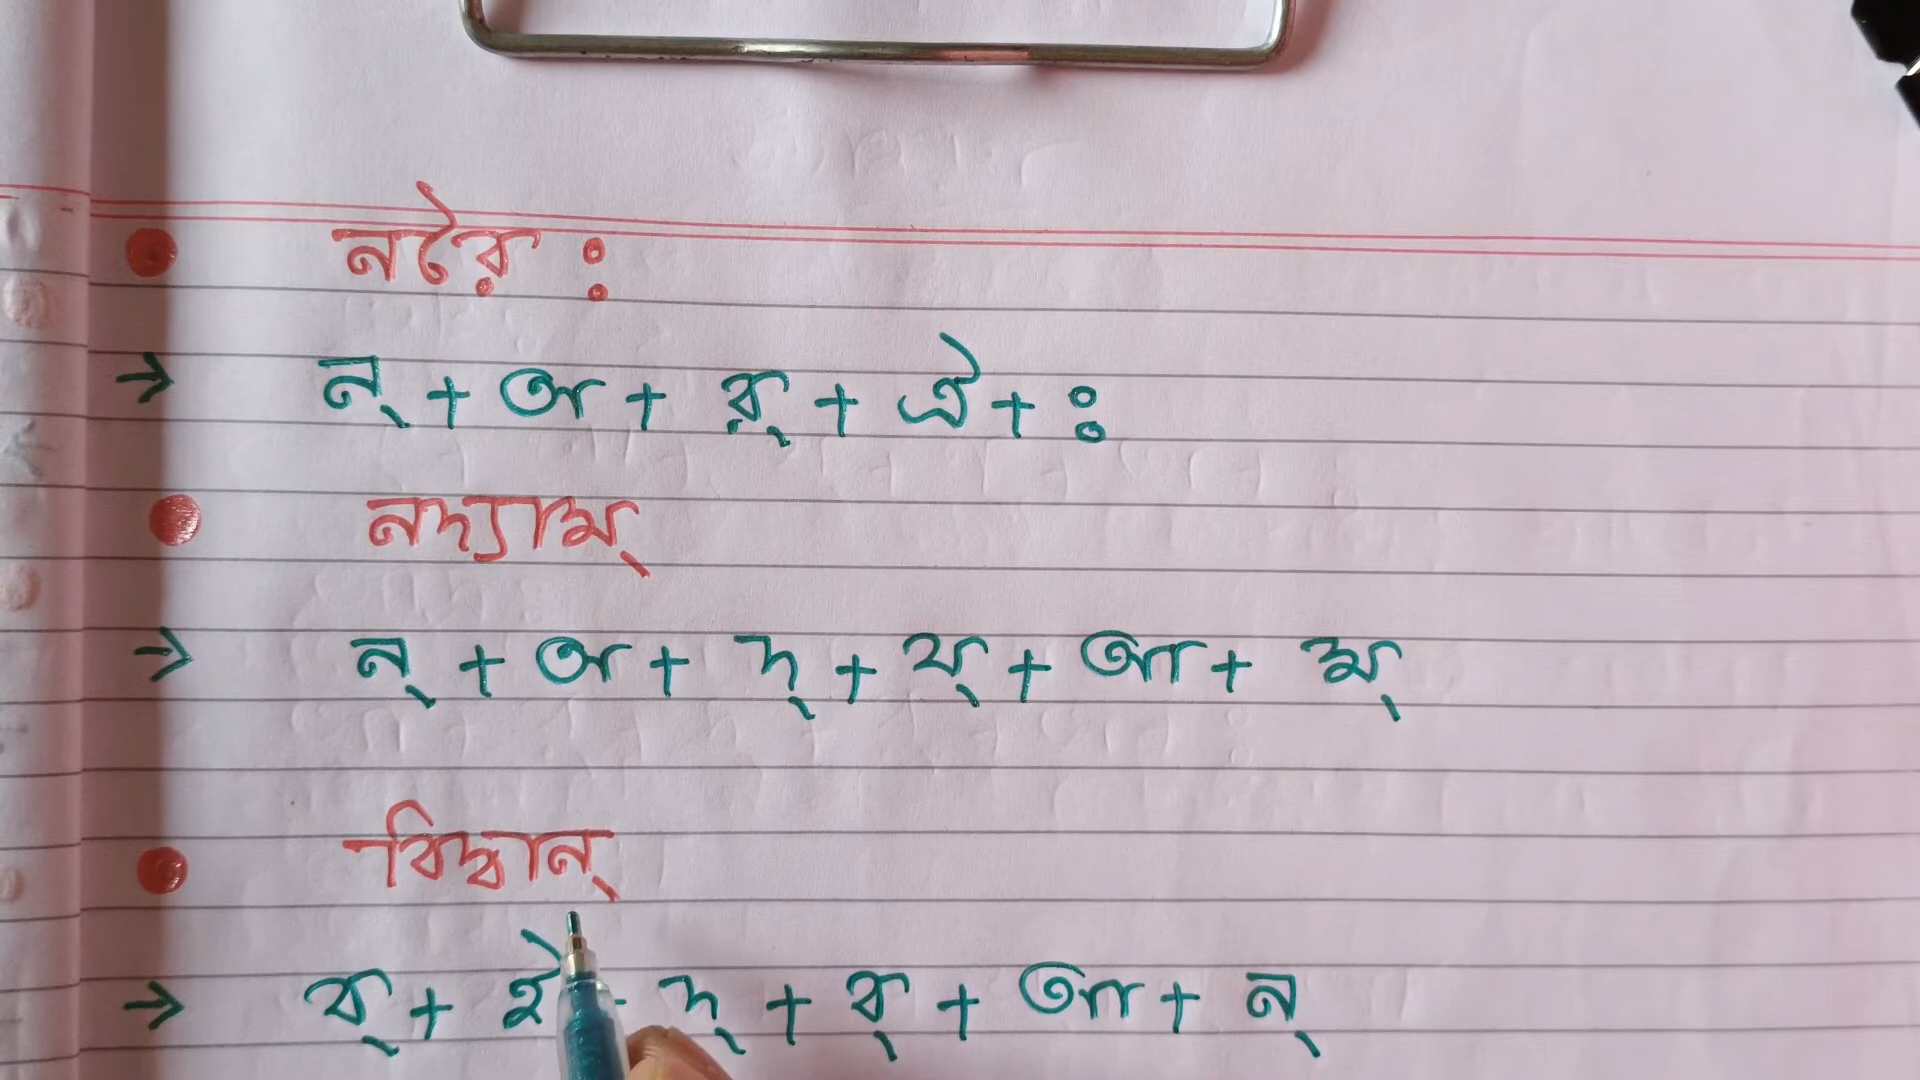 নরৈঃ
→ ন্ + অ + র্ + ঐ + ঃ
নদ্যাম্
→ ন্ + অ + দ্ + য্ + আ + ম্
বিদ্বান্
→ ব্ + ই + দ্ + ব্ + আ + ন্